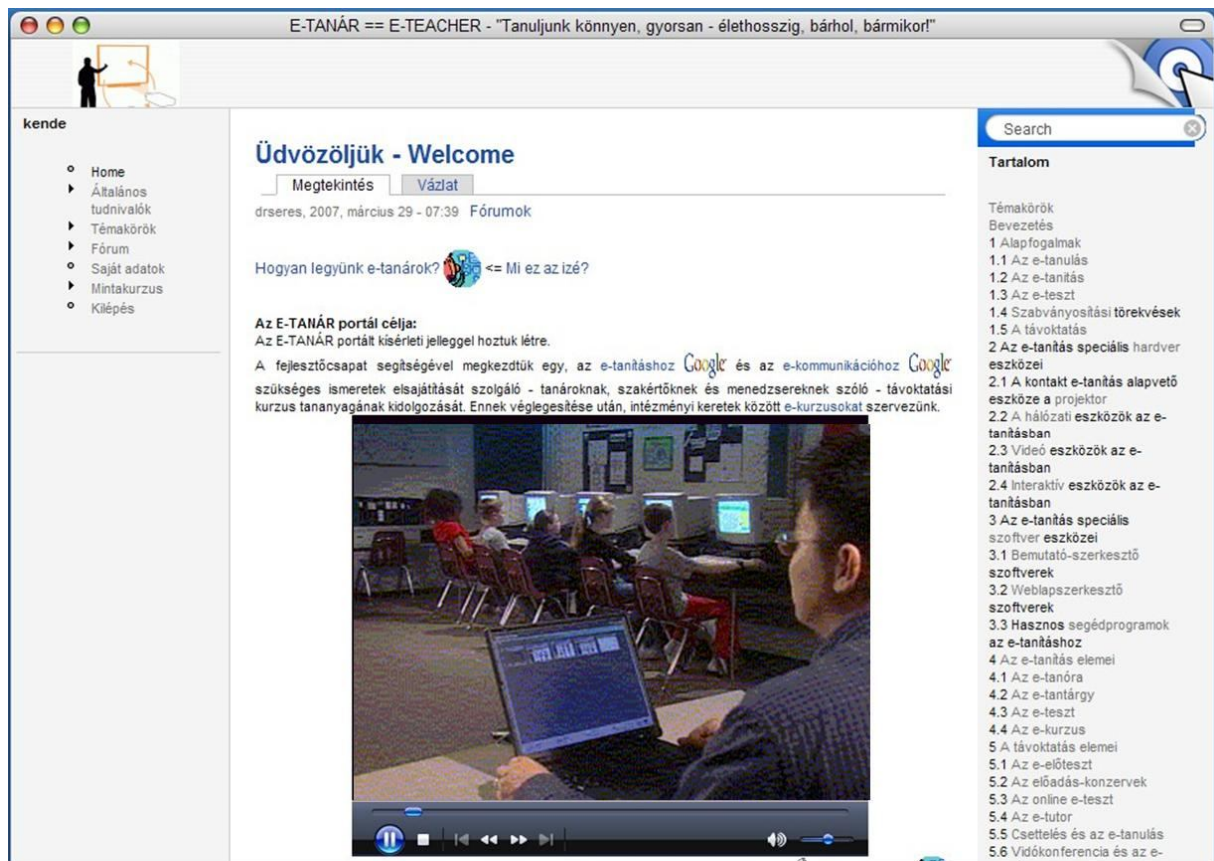 E-TANÁR == E-TEACHER - "Tanuljunk könnyen, gyorsan - élethosszig, bárhol, bármikor!"
kende
Home
Általános
tudnivalók
Témakörök
Fórum
Saját adatok
Mintakurzus
Kilépés
Üdvözöljük - Welcome
Megtekintés Vázlat
drseres, 2007, március 29 - 07:39 Fórumok
Hogyan legyünk e-tanárok? <= Mi ez az izé?
Az E-TANÁR portál célja:
Az E-TANÁR portált kísérleti jelleggel hoztuk létre.
A fejlesztőcsapat segítségével megkezdtük egy, az e-tanításhoz Google és az e-kommunikációhoz Google
szükséges ismeretek elsajátítását szolgáló - tanároknak, szakértőknek és menedzsereknek szóló - távoktatási
kurzus tananyagának kidolgozását. Ennek véglegesítése után, intézményi keretek között e-kurzusokat szervezünk.
Search
Tartalom
Témakörök
Bevezetés
1 Alapfogalmak
1.1 Az e-tanulás
1.2 Az e-tanitás
1.3 Az e-teszt
1.4 Szabványosítási törekvések
1.5 A távoktatás
2 Az e-tanítás speciális hardver
eszközei
2.1 A kontakt e-tanítás alapvető
eszköze a projektor
2.2 A hálózati eszközök az e-
tanításban
2.3 Videó eszközök az e-
tanításban
2.4 Interaktív eszközök az e-
tanításban
3 Az e-tanítás speciális
szoftver eszközei
3.1 Bemutató-szerkesztő
szoftverek
3.2 Weblapszerkesztő
szoftverek
3.3 Hasznos segédprogramok
az e-tanításhoz
4 Az e-tanítás elemei
4.1 Az e-tanóra
4.2 Az e-tantárgy
4.3 Az e-teszt
4.4 Az e-kurzus
5 A távoktatás elemei
5.1 Az e-előteszt
5.2 Az előadás-konzervek
5.3 Az online e-teszt
5.4 Az e-tutor
5.5 Csettelés és az e-tanulás
5.6 Vidókonferencia és az e-